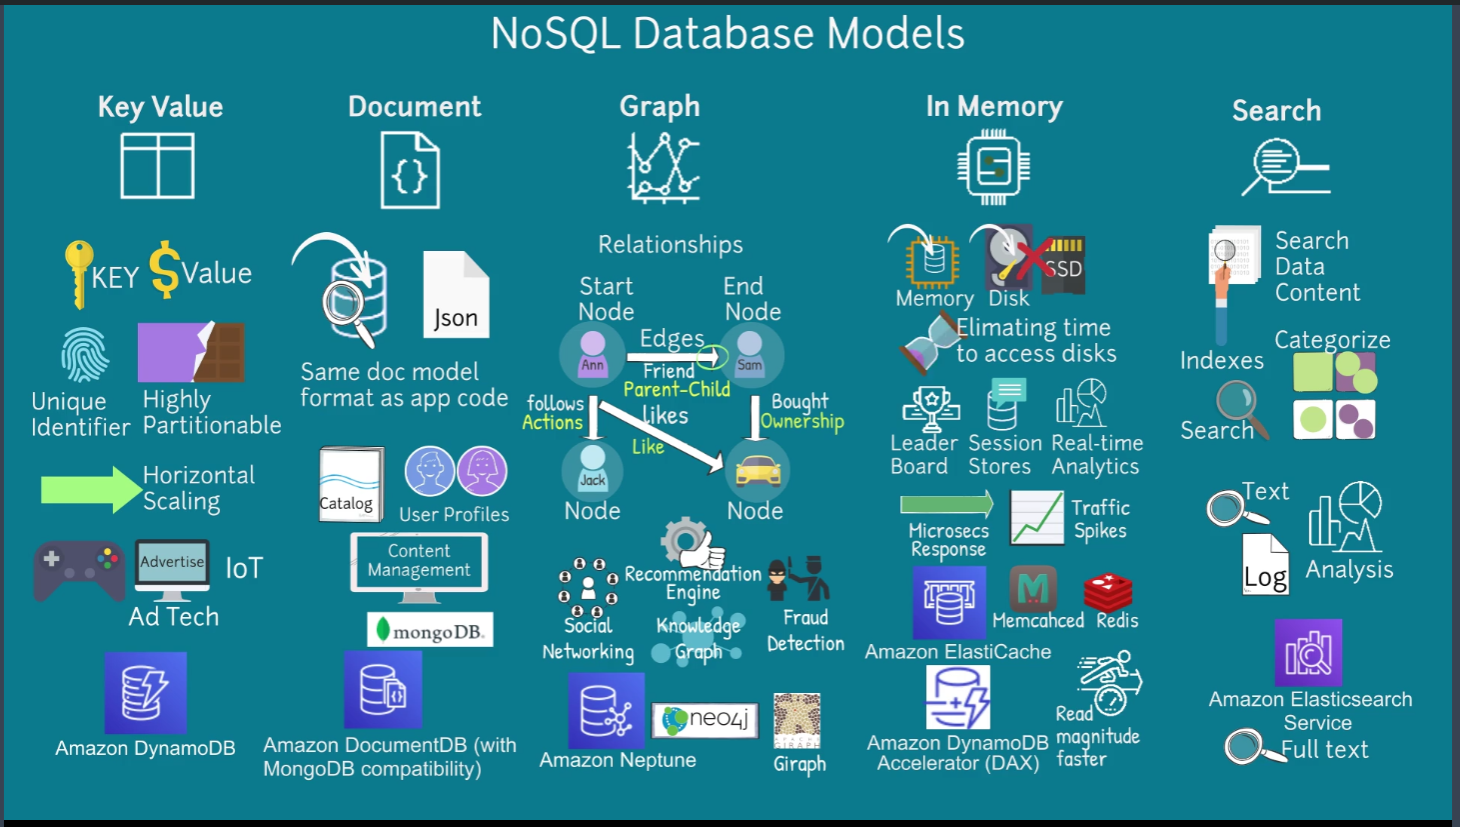 NoSQL Database Models
Key Value
KEY
Value
Unique
Identifier
Highly
Partitionable
Horizontal
Scaling
Advertise
IoT
Ad Tech
Amazon DynamoDB
Document
Json
Same doc model
format as app code
Catalog
User Profiles
Content
Management
mongoDB.
Amazon DocumentDB (with
MongoDB compatibility)
Graph
Relationships
Start
Node
End
Node
Ann
Edges
Sam
Friend
Parent-Child
follows
Actions
likes
Like
Bought
Ownership
Jack
Node
Node
Recommendation
Engine
Social
Networking
Knowledge
Graph
Fraud
Detection
neo4j
Amazon Neptune
GIRAPH
Giraph
In Memory
SSD
Memory
Disk
Elimating time
to access disks
Leader
Board
Session
Stores
Real-time
Analytics
Microsecs
Response
Traffic
Spikes
Memcahced
Redis
Amazon ElastiCache
Amazon DynamoDB
Accelerator (DAX)
Read
magnitude
faster
Search
Search
Data
Content
Indexes
Categorize
Search
Text
Log
Analysis
Amazon Elasticsearch
Service
Full text